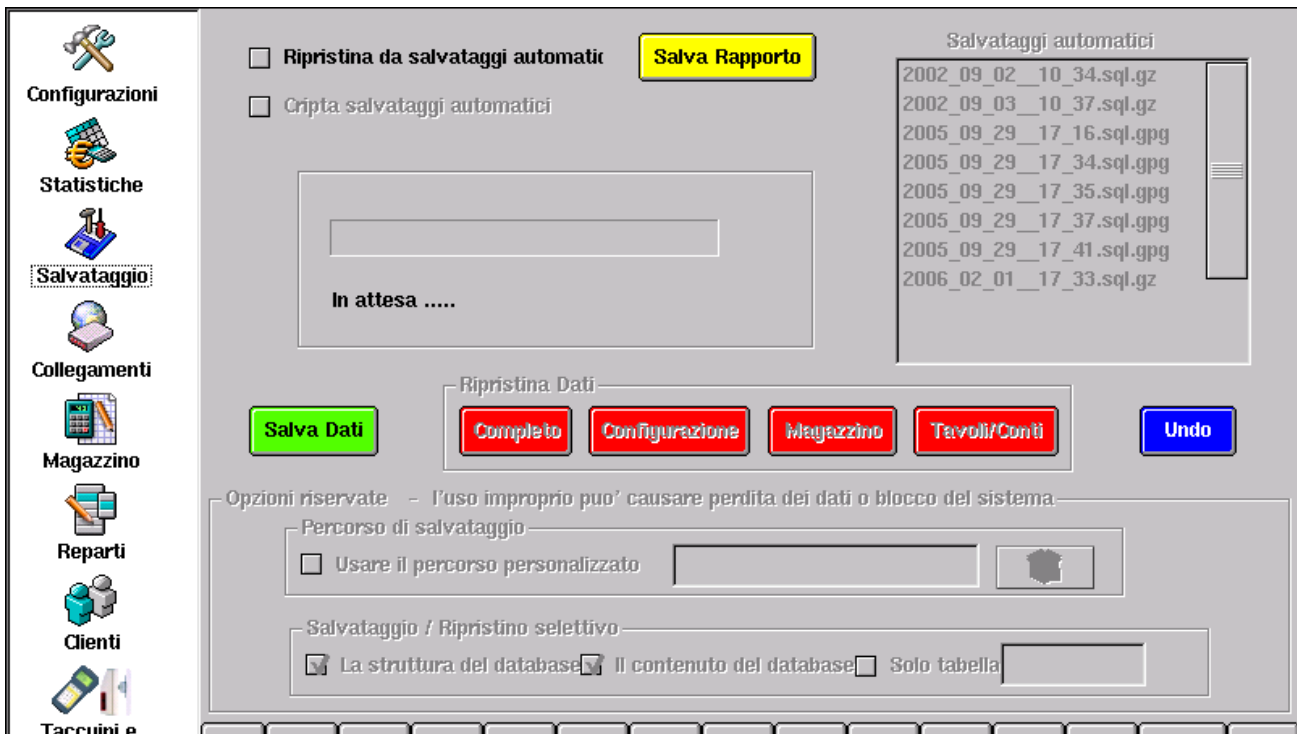 Configurazioni
Statistiche
Salvataggio
Collegamenti
Magazzino
Reparti
Clienti
Taccuini e
Ripristina da salvataggi automatic
Salva Rapporto
Cripta salvataggi automatici
In attesa .....
Salvataggi automatici
2002_09_02__10_34.sql.gz
2002_09_03__10_37.sql.gz
2005_09_29__17_16.sql.gpg
2005_09_29__17_34.sql.gpg
2005_09_29__17_35.sql.gpg
2005_09_29__17_37.sql.gpg
2005_09_29__17_41.sql.gpg
2006_02_01__17_33.sql.gz
Salva Dati
Ripristina Dati
Completo Configurazione Magazzino Tavoli/Conti
Undo
Opzioni riservate - l'uso improprio puo' causare perdita dei dati o blocco del sistema
Percorso di salvataggio
Usare il percorso personalizzato
Salvataggio / Ripristino selettivo
La struttura del database Il contenuto del database Solo tabella